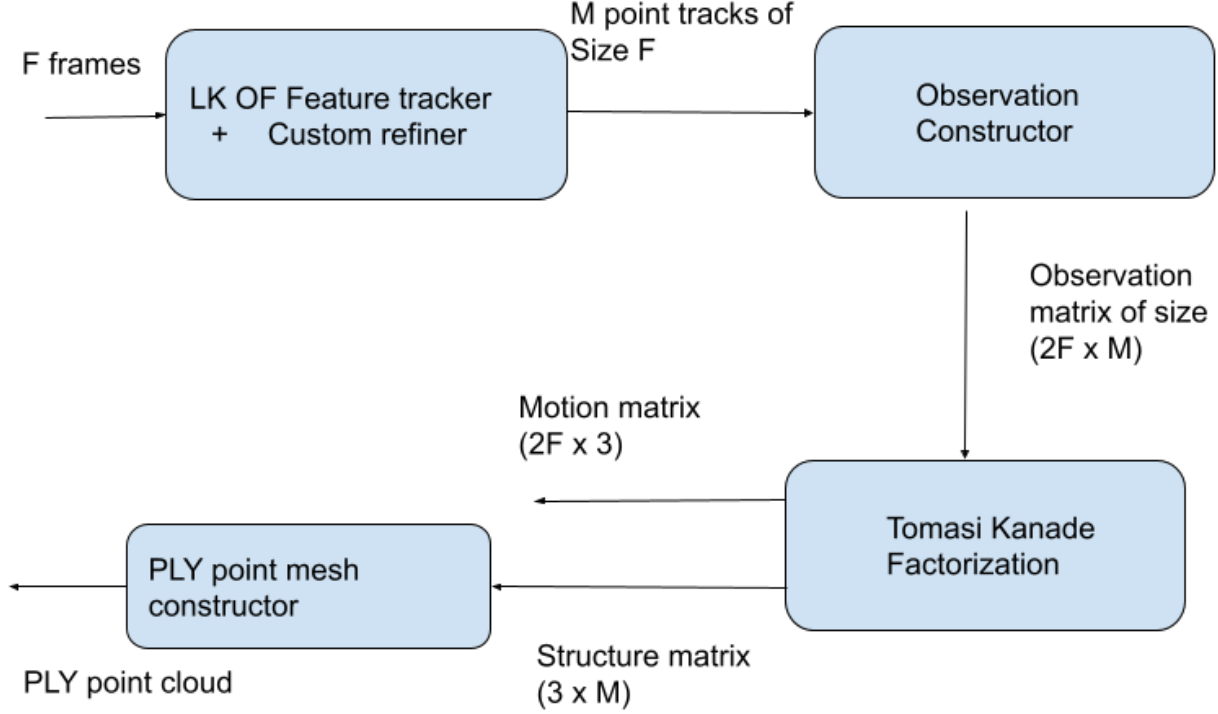 F frames
LK OF Feature tracker
+ Custom refiner
M point tracks of
Size F
Observation
Constructor
Observation
matrix of size
(2F x M)
Tomasi Kanade
Factorization
Motion matrix
(2F x 3)
Structure matrix
(3 x M)
PLY point mesh
constructor
PLY point cloud